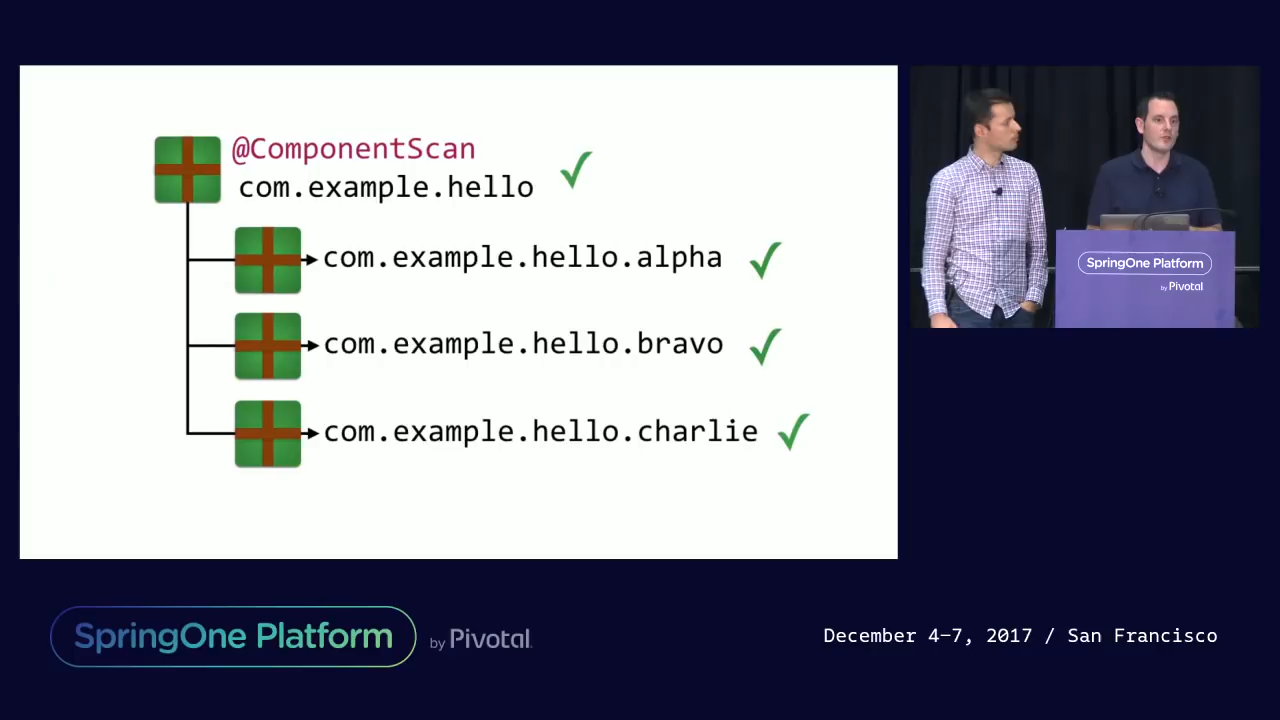 @ComponentScan
com.example.hello
com.example.hello.alpha
com.example.hello.bravo
com.example.hello.charlie
SpringOne Platform
by Pivotal
SpringOne Platform by Pivotal.
December 4–7, 2017 / San Francisco